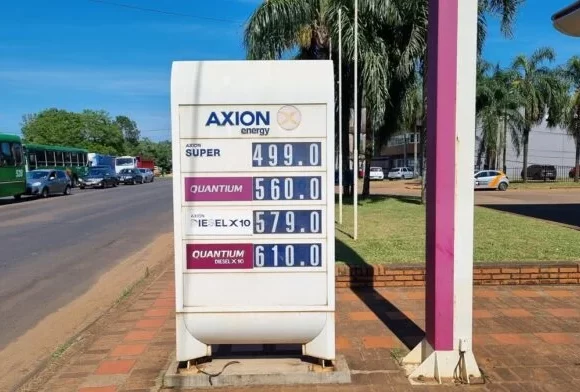 AXION
energy
AXION
SUPER 499.0
QUANTIUM 560.0
AXION
DIESEL X10 579.0
QUANTIUM
DIESEL X 10 610.0